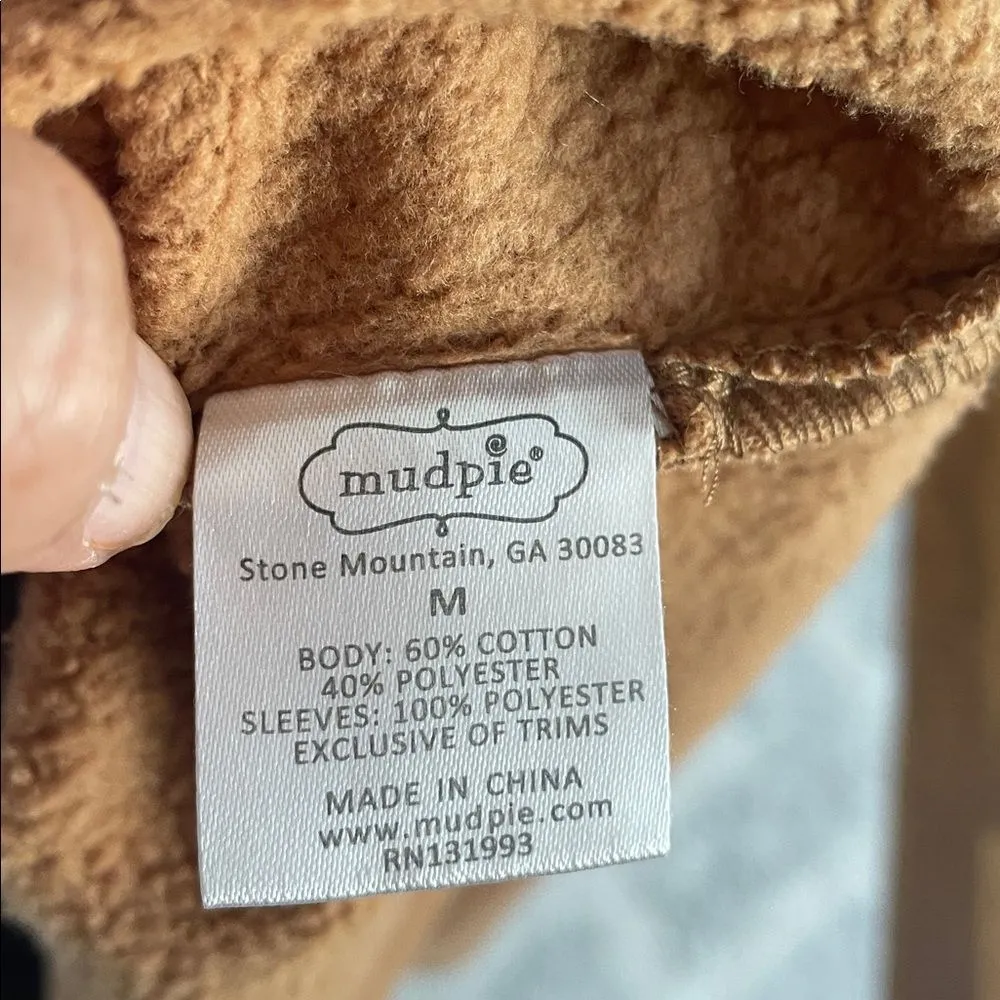 mudpie®
Stone Mountain, GA 30083
M
BODY: 60% COTTON
40% POLYESTER
SLEEVES: 100% POLYESTER
EXCLUSIVE OF TRIMS
MADE IN CHINA
www.mudpie.com
RN131993